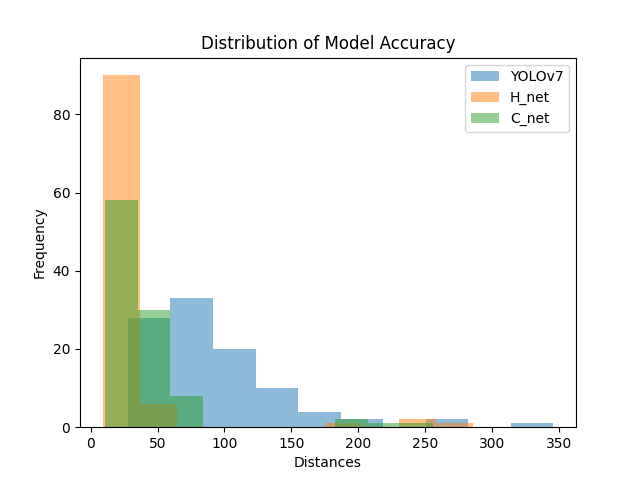 Distribution of Model Accuracy
YOLOv7
H_net
C_net
Frequency
80
60
40
20
0
0 50 100 150 200 250 300 350
Distances